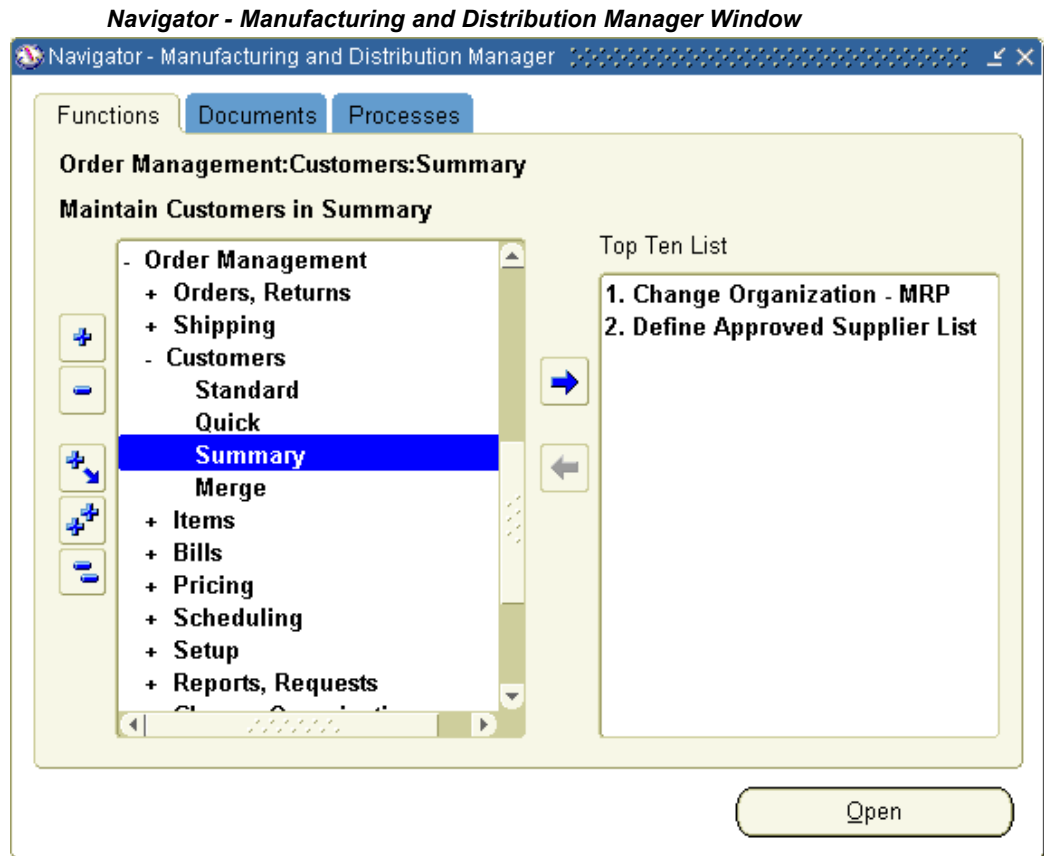 Navigator - Manufacturing and Distribution Manager Window
Navigator - Manufacturing and Distribution Manager
Functions Documents Processes
Order Management:Customers:Summary
Maintain Customers in Summary
Top Ten List
- Order Management
+ Orders, Returns
+ Shipping
- Customers
Standard
Quick
Summary
Merge
+ Items
+ Bills
+ Pricing
+ Scheduling
+ Setup
+ Reports, Requests
1. Change Organization - MRP
2. Define Approved Supplier List
Open